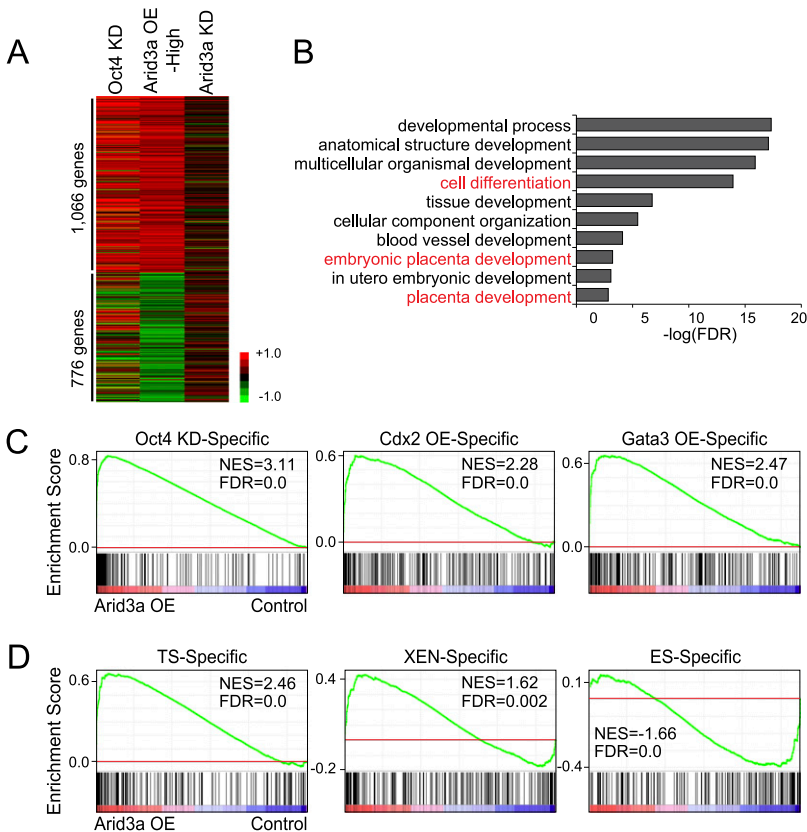 A
Oct4 KD
Arid3a OE
-High
Arid3a KD
1,066 genes
776 genes
+1.0
-1.0
B
developmental process
anatomical structure development
multicellular organismal development
cell differentiation
tissue development
cellular component organization
blood vessel development
embryonic placenta development
in utero embryonic development
placenta development
0 5 10 15 20
-log(FDR)
C
Oct4 KD-Specific
Cdx2 OE-Specific
Gata3 OE-Specific
Enrichment Score
0.8
0.0
NES=3.11
FDR=0.0
0.6
0.0
NES=2.28
FDR=0.0
0.6
0.0
NES=2.47
FDR=0.0
Arid3a OE Control
D
TS-Specific
XEN-Specific
ES-Specific
Enrichment Score
0.6
0.0
NES=2.46
FDR=0.0
0.4
-0.2
NES=1.62
FDR=0.002
0.1
-0.4
NES=-1.66
FDR=0.0
Arid3a OE Control